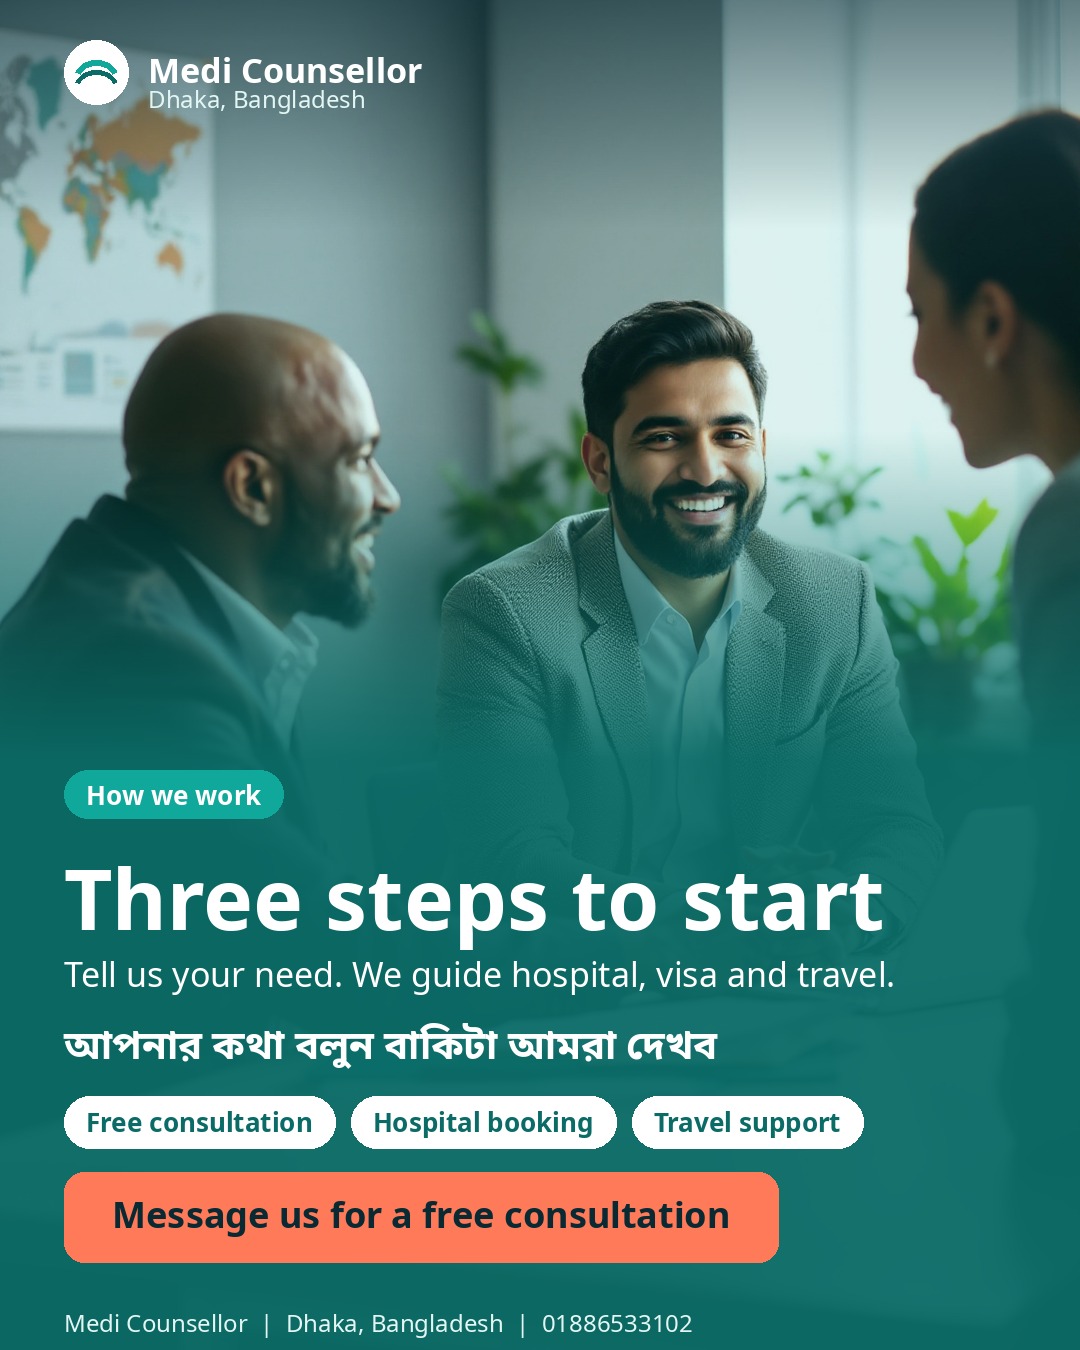 Medi Counsellor
Dhaka, Bangladesh
How we work
Three steps to start
Tell us your need. We guide hospital, visa and travel.
আপনার কথা বলুন বাকিটা আমরা দেখব
Free consultation
Hospital booking
Travel support
Message us for a free consultation
Medi Counsellor | Dhaka, Bangladesh | 01886533102